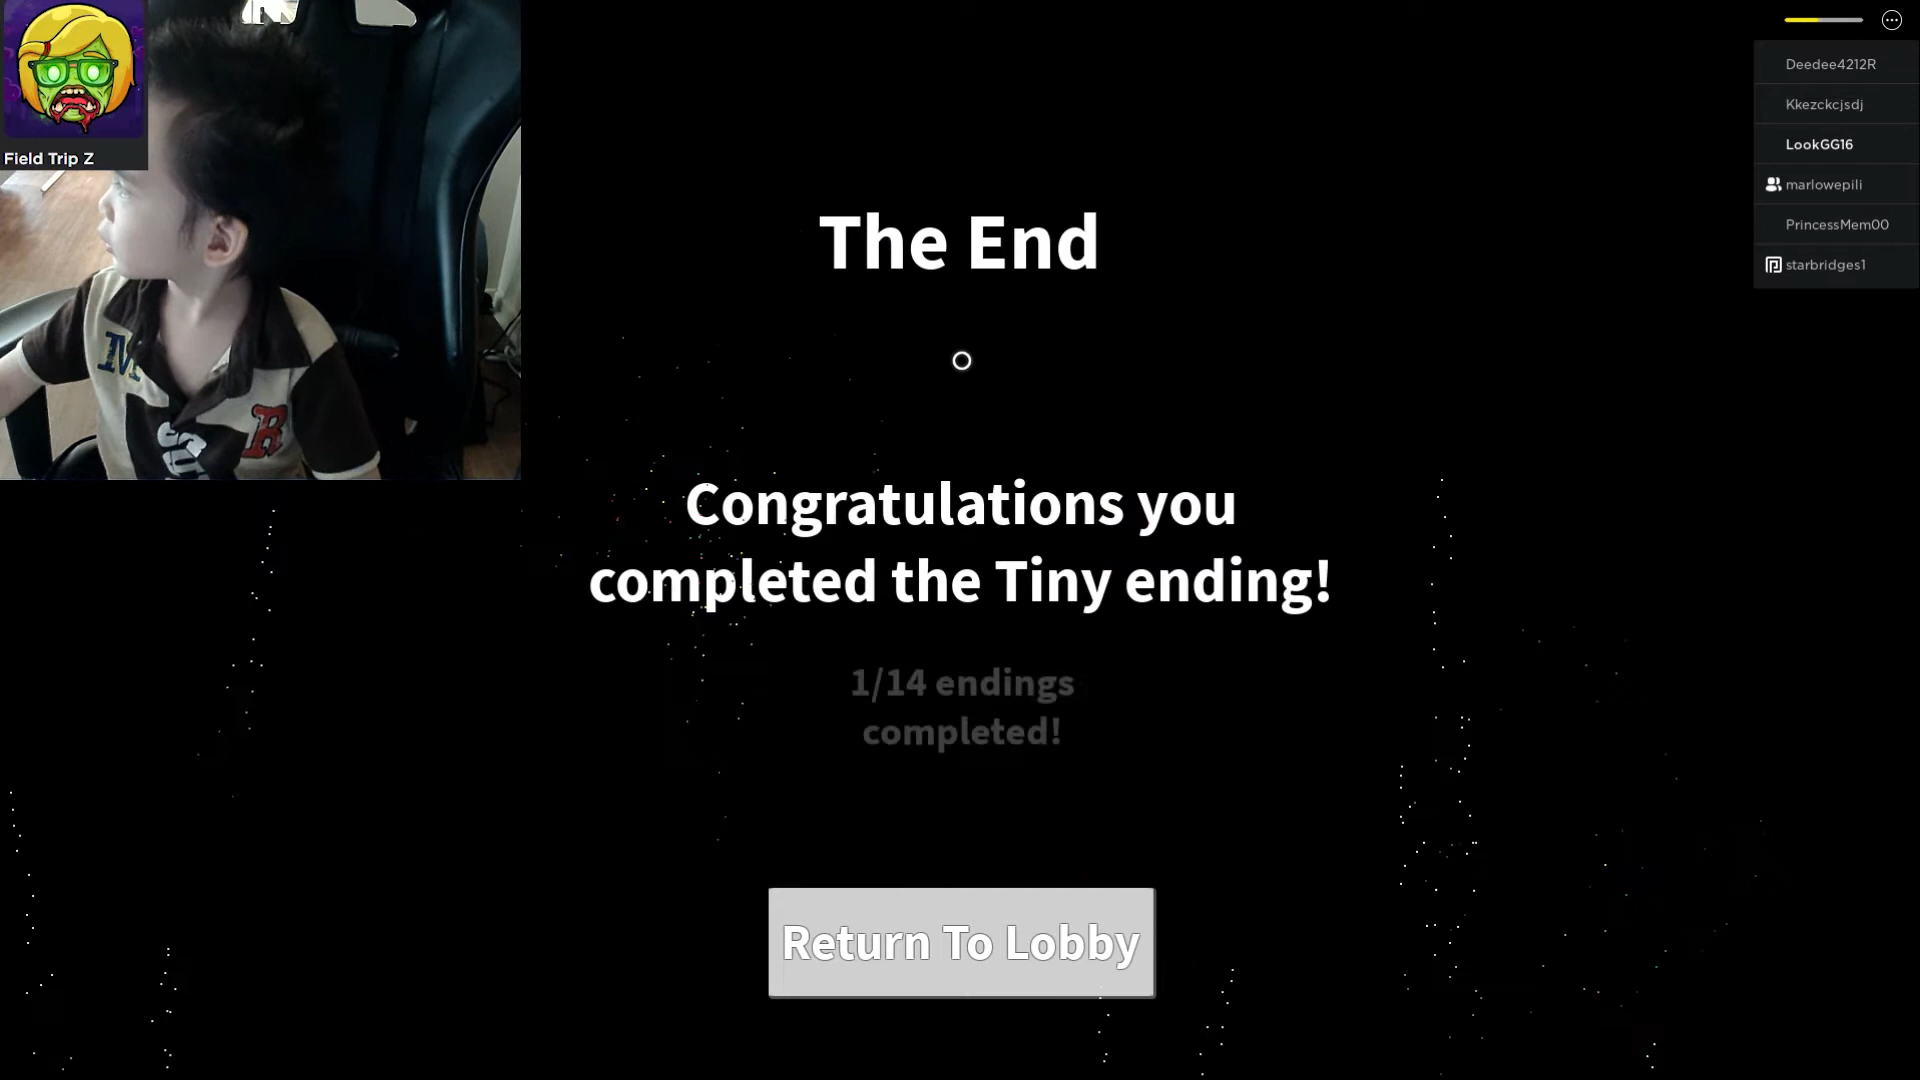 Field Trip Z
Deedee4212R
Kkezckcjsdj
LookGG16
marlowepili
PrincessMem00
starbridges1
The End
Congratulations you
completed the Tiny ending!
1/14 endings
completed!
Return To Lobby
M
R